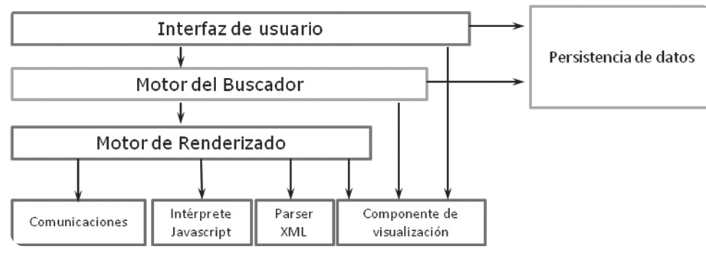 Interfaz de usuario
Persistencia de datos
Motor del Buscador
Motor de Renderizado
Comunicaciones
Intérprete
Javascript
Parser
XML
Componente de
visualización